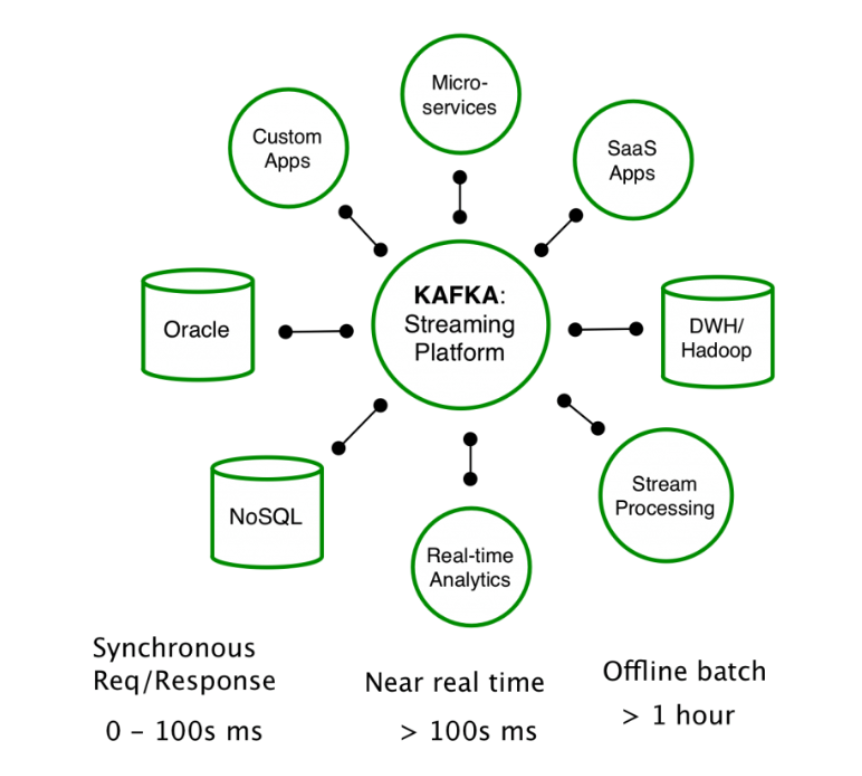 Micro-
services
Custom
Apps
SaaS
Apps
KAFKA:
Streaming
Platform
Oracle
DWH/
Hadoop
NoSQL
Stream
Processing
Real-time
Analytics
Synchronous
Req/Response
0 – 100s ms
Near real time
> 100s ms
Offline batch
> 1 hour